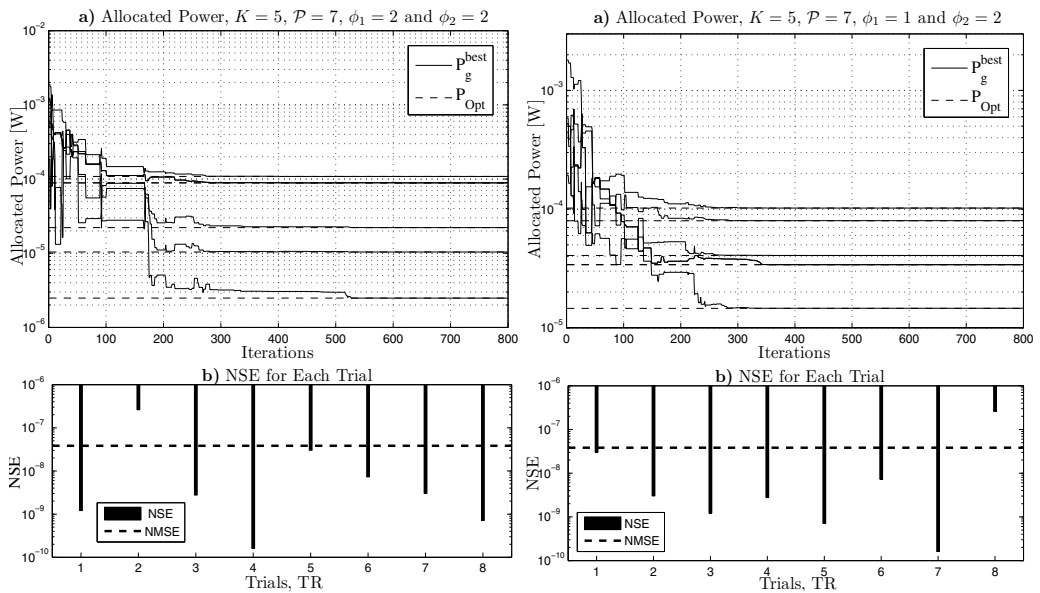 a) Allocated Power, K = 5, P = 7, ϕ1 = 2 and ϕ2 = 2
10^−2
10^−3
10^−4
10^−5
10^−6
Allocated Power [W]
P_g^best
P_Opt
0 100 200 300 400 500 600 700 800
Iterations
b) NSE for Each Trial
10^−6
10^−7
10^−8
10^−9
10^−10
NSE
NSE
NMSE
1 2 3 4 5 6 7 8
Trials, TR
a) Allocated Power, K = 5, P = 7, ϕ1 = 1 and ϕ2 = 2
10^−3
10^−4
10^−5
Allocated Power [W]
P_g^best
P_Opt
0 100 200 300 400 500 600 700 800
Iterations
b) NSE for Each Trial
10^−6
10^−7
10^−8
10^−9
10^−10
NSE
NSE
NMSE
1 2 3 4 5 6 7 8
Trials, TR